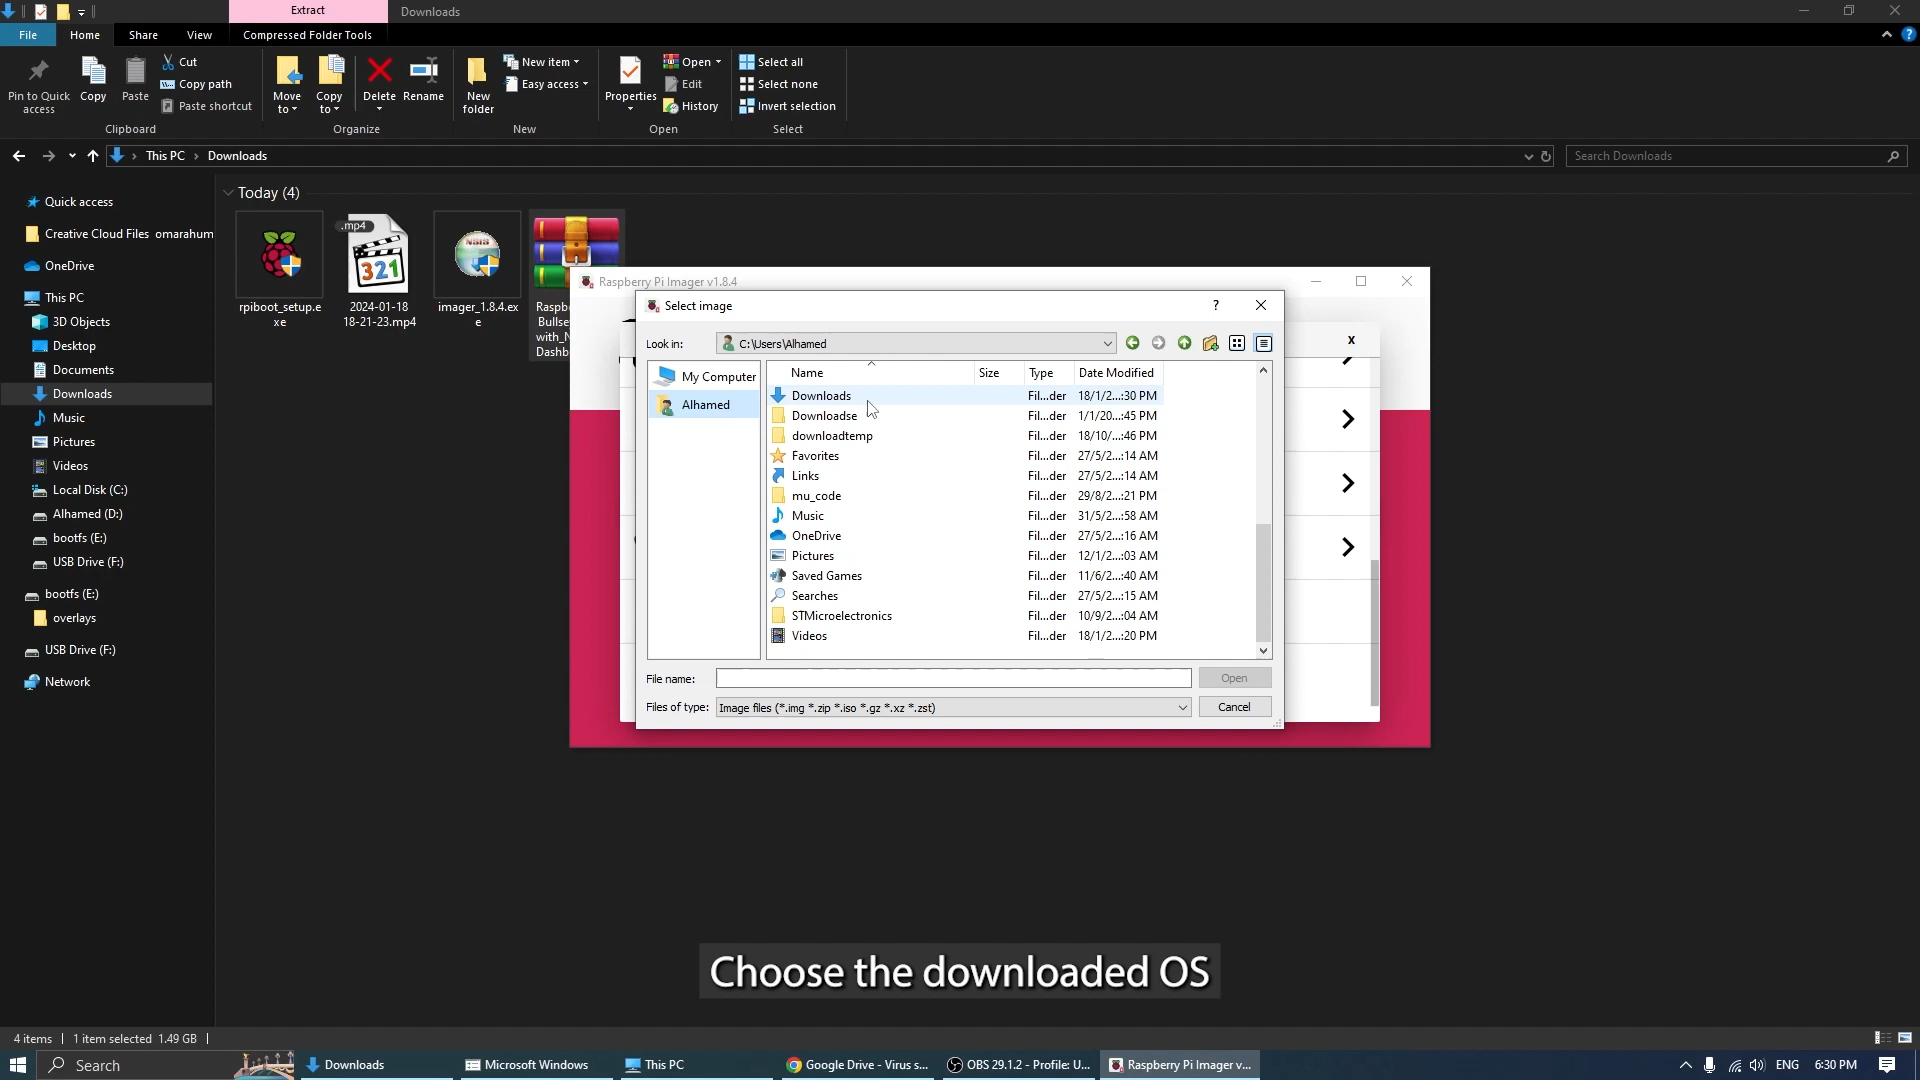 Extract
Downloads
File
Home
Share
View
Compressed Folder Tools
Pin to Quick
access
Copy
Paste
Cut
Copy path
Paste shortcut
Move
to
Copy
to
Delete
Rename
New
folder
New item
Easy access
Properties
Open
Edit
History
Select all
Select none
Invert selection
Clipboard
Organize
New
Open
Select
This PC
Downloads
Search Downloads
Quick access
Creative Cloud Files omarahum
OneDrive
This PC
3D Objects
Desktop
Documents
Downloads
Music
Pictures
Videos
Local Disk (C:)
Alhamed (D:)
bootfs (E:)
USB Drive (F:)
bootfs (E:)
overlays
USB Drive (F:)
Network
Today (4)
rpiboot_setup.e
xe
.mp4
321
2024-01-18
18-21-23.mp4
NSIS
imager_1.8.4.ex
e
Raspb
Bullse
with_N
Dashb
Raspberry Pi Imager v1.8.4
Select image
?
Look in:
C:\Users\Alhamed
x
My Computer
Alhamed
Name Size Type Date Modified
Downloads Fil...der 18/1/2...:30 PM
Downloadse Fil...der 1/1/20...:45 PM
downloadtemp Fil...der 18/10/...:46 PM
Favorites Fil...der 27/5/2...:14 AM
Links Fil...der 27/5/2...:14 AM
mu_code Fil...der 29/8/2...:21 PM
Music Fil...der 31/5/2...:58 AM
OneDrive Fil...der 27/5/2...:16 AM
Pictures Fil...der 12/1/2...:03 AM
Saved Games Fil...der 11/6/2...:40 AM
Searches Fil...der 27/5/2...:15 AM
STMicroelectronics Fil...der 10/9/2...:04 AM
Videos Fil...der 18/1/2...:20 PM
File name:
Open
Files of type:
Image files (*.img *.zip *.iso *.gz *.xz *.zst)
Cancel
Choose the downloaded OS
4 items
1 item selected 1.49 GB
Search
Downloads
Microsoft Windows
This PC
Google Drive - Virus s...
OBS 29.1.2 - Profile: U...
Raspberry Pi Imager v...
ENG
6:30 PM